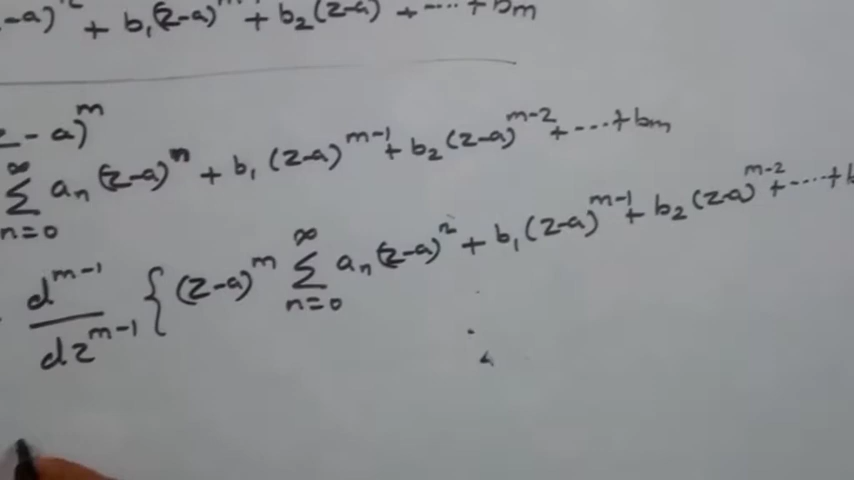 -a)^2 + b₁(z-a)^m + b₂(z-a) + ---- + bm
z - a)^m
∞ Σ n=0 aₙ(z-a)^n + b₁(z-a)^{m-1} + b₂(z-a)^{m-2} + ---- + bm
d^{m-1}/dz^{m-1} { (z-a)^m ∞ Σ n=0 aₙ(z-a)^n + b₁(z-a)^{m-1} + b₂(z-a)^{m-2} + ---- + b